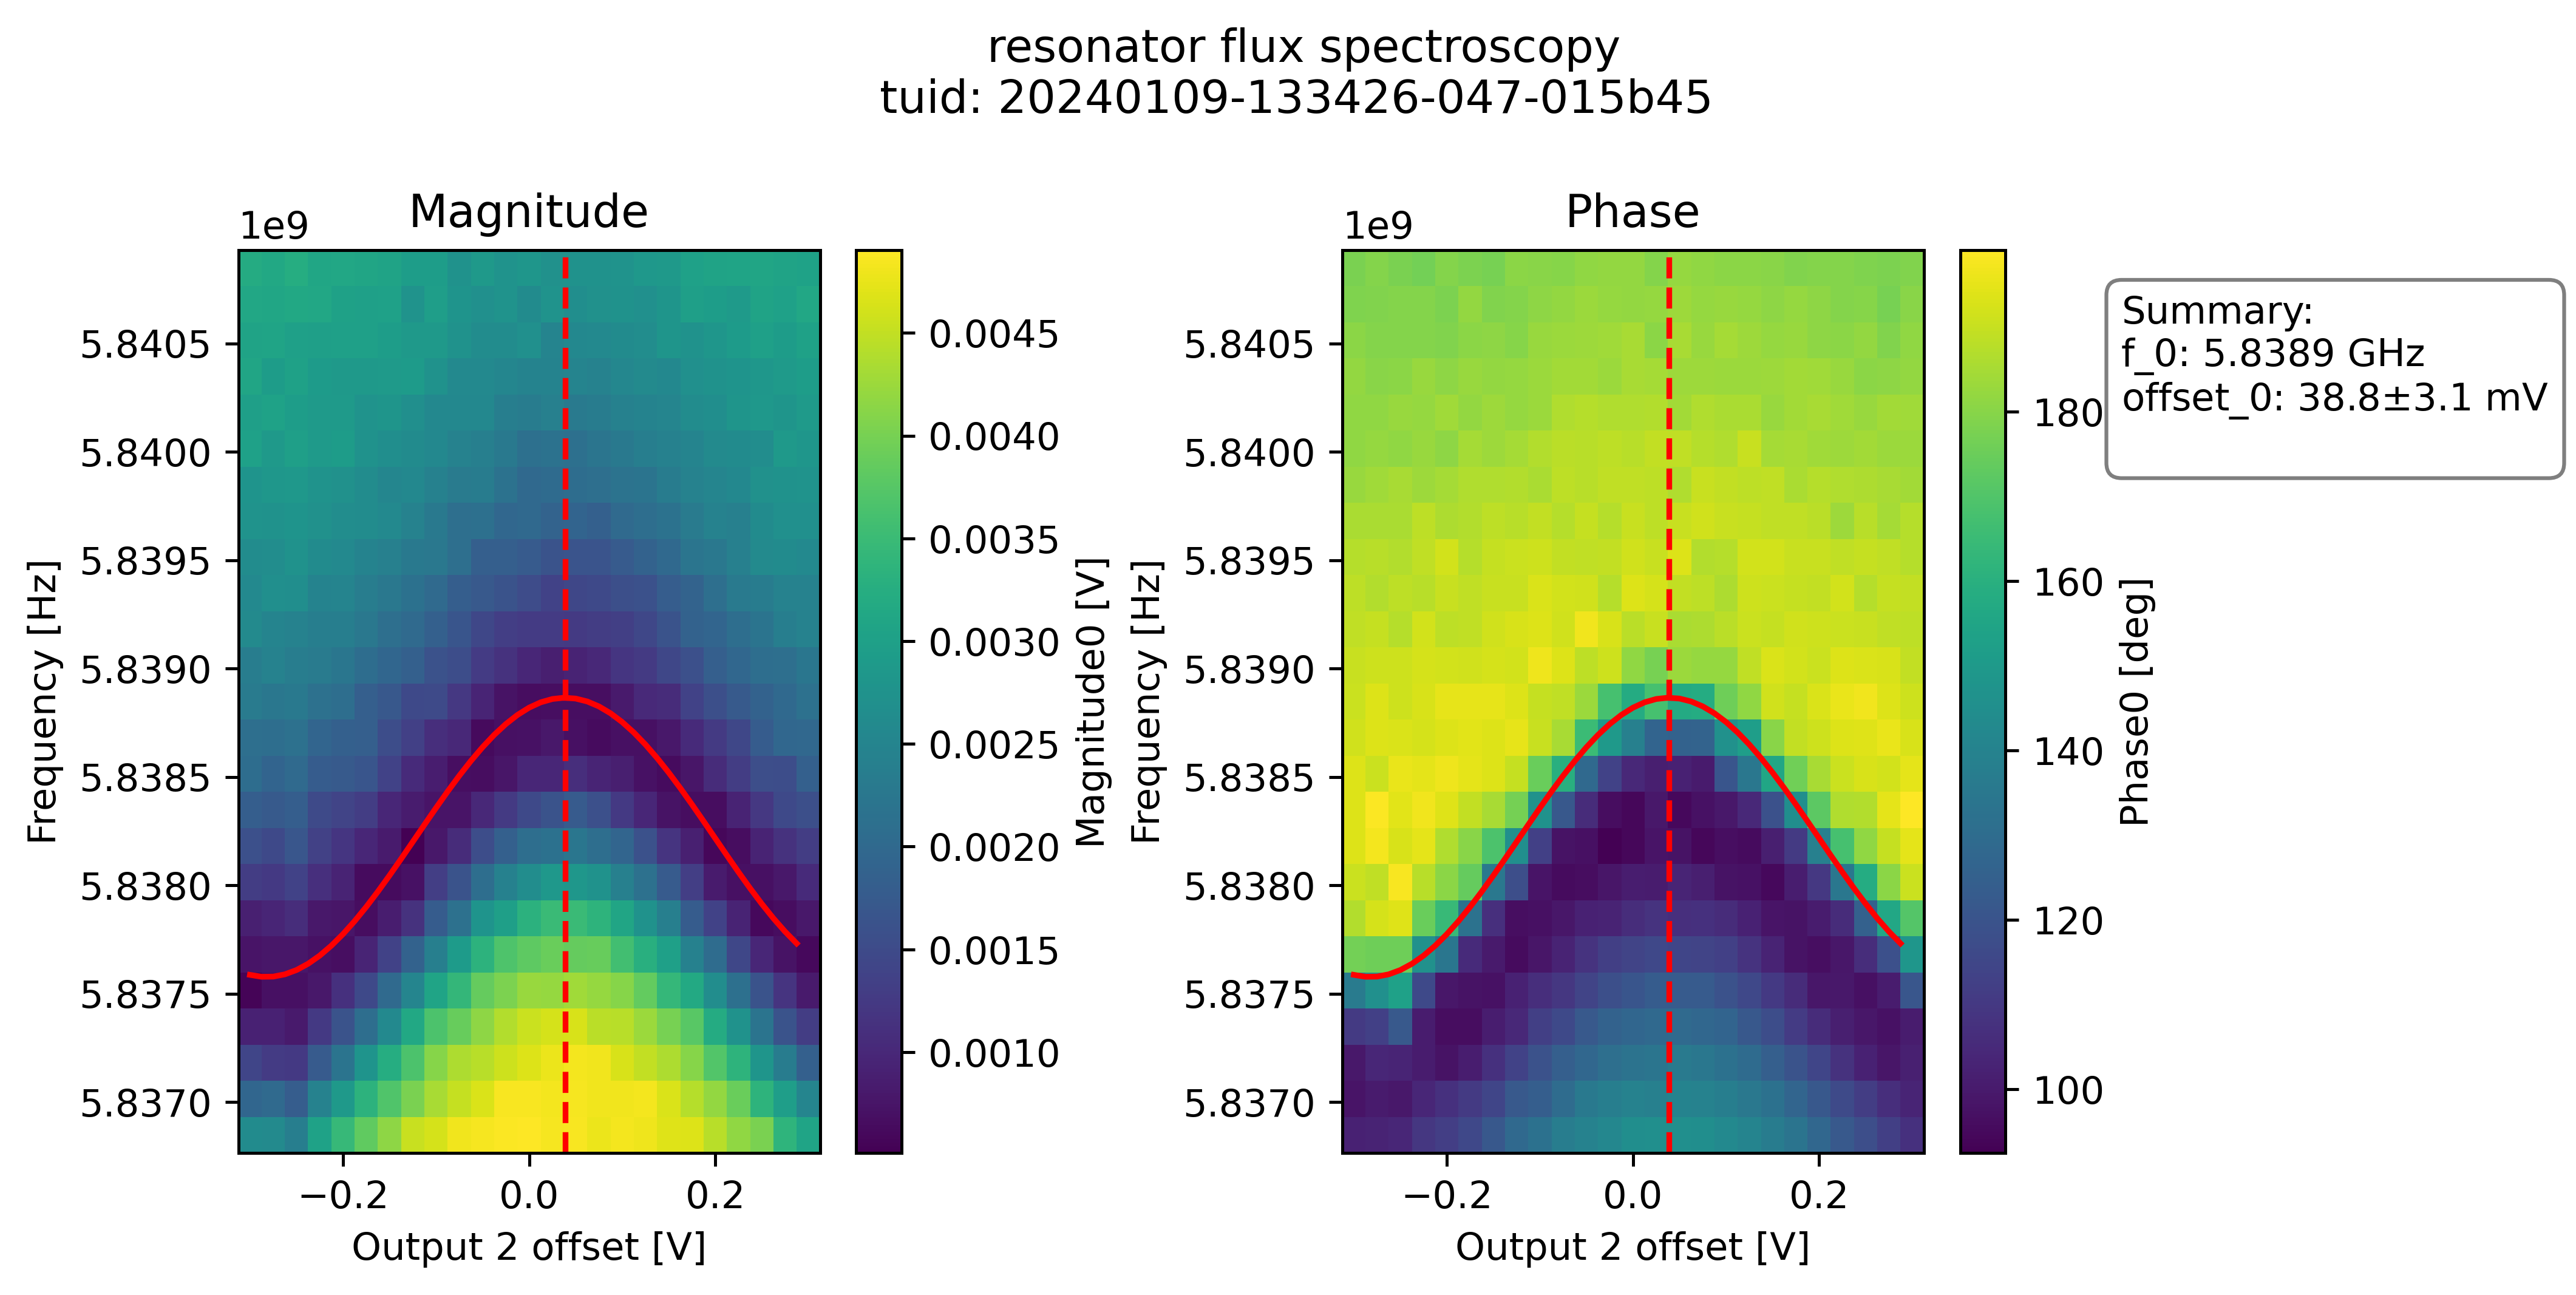 resonator flux spectroscopy
tuid: 20240109-133426-047-015b45
Magnitude
1e9
5.8405
5.8400
5.8395
5.8390
5.8385
5.8380
5.8375
5.8370
Frequency [Hz]
−0.2
0.0
0.2
Output 2 offset [V]
0.0045
0.0040
0.0035
0.0030
0.0025
0.0020
0.0015
0.0010
Magnitude0 [V]
Phase
1e9
5.8405
5.8400
5.8395
5.8390
5.8385
5.8380
5.8375
5.8370
Frequency [Hz]
−0.2
0.0
0.2
Output 2 offset [V]
180
160
140
120
100
Phase0 [deg]
Summary:
f_0: 5.8389 GHz
offset_0: 38.8±3.1 mV